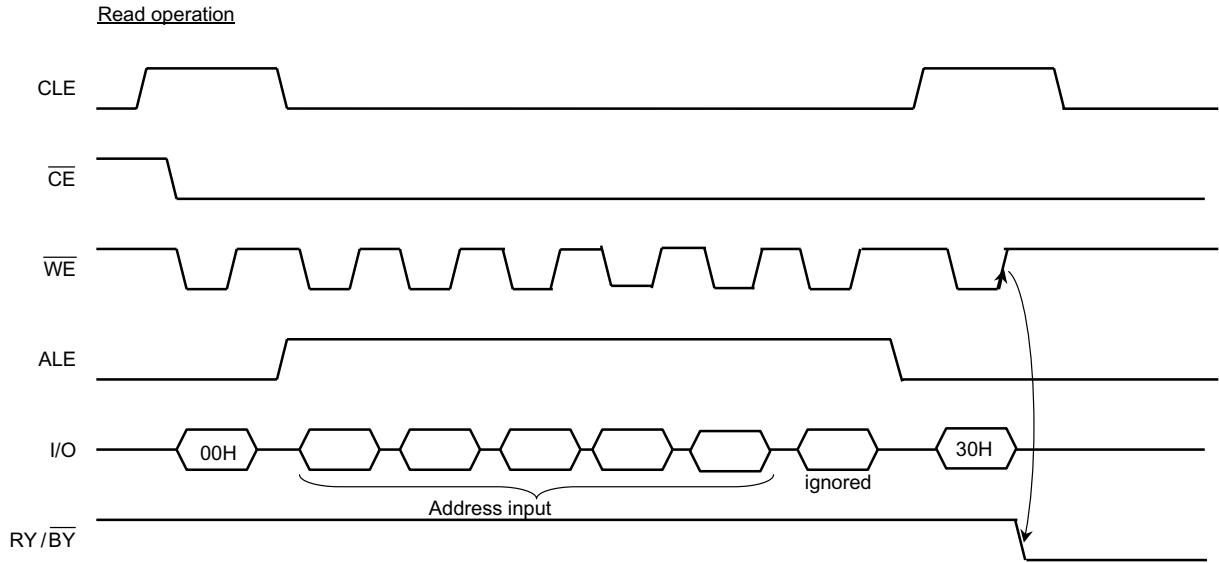 Read operation
CLE
CE
WE
ALE
I/O
00H
30H
ignored
Address input
RY/BY